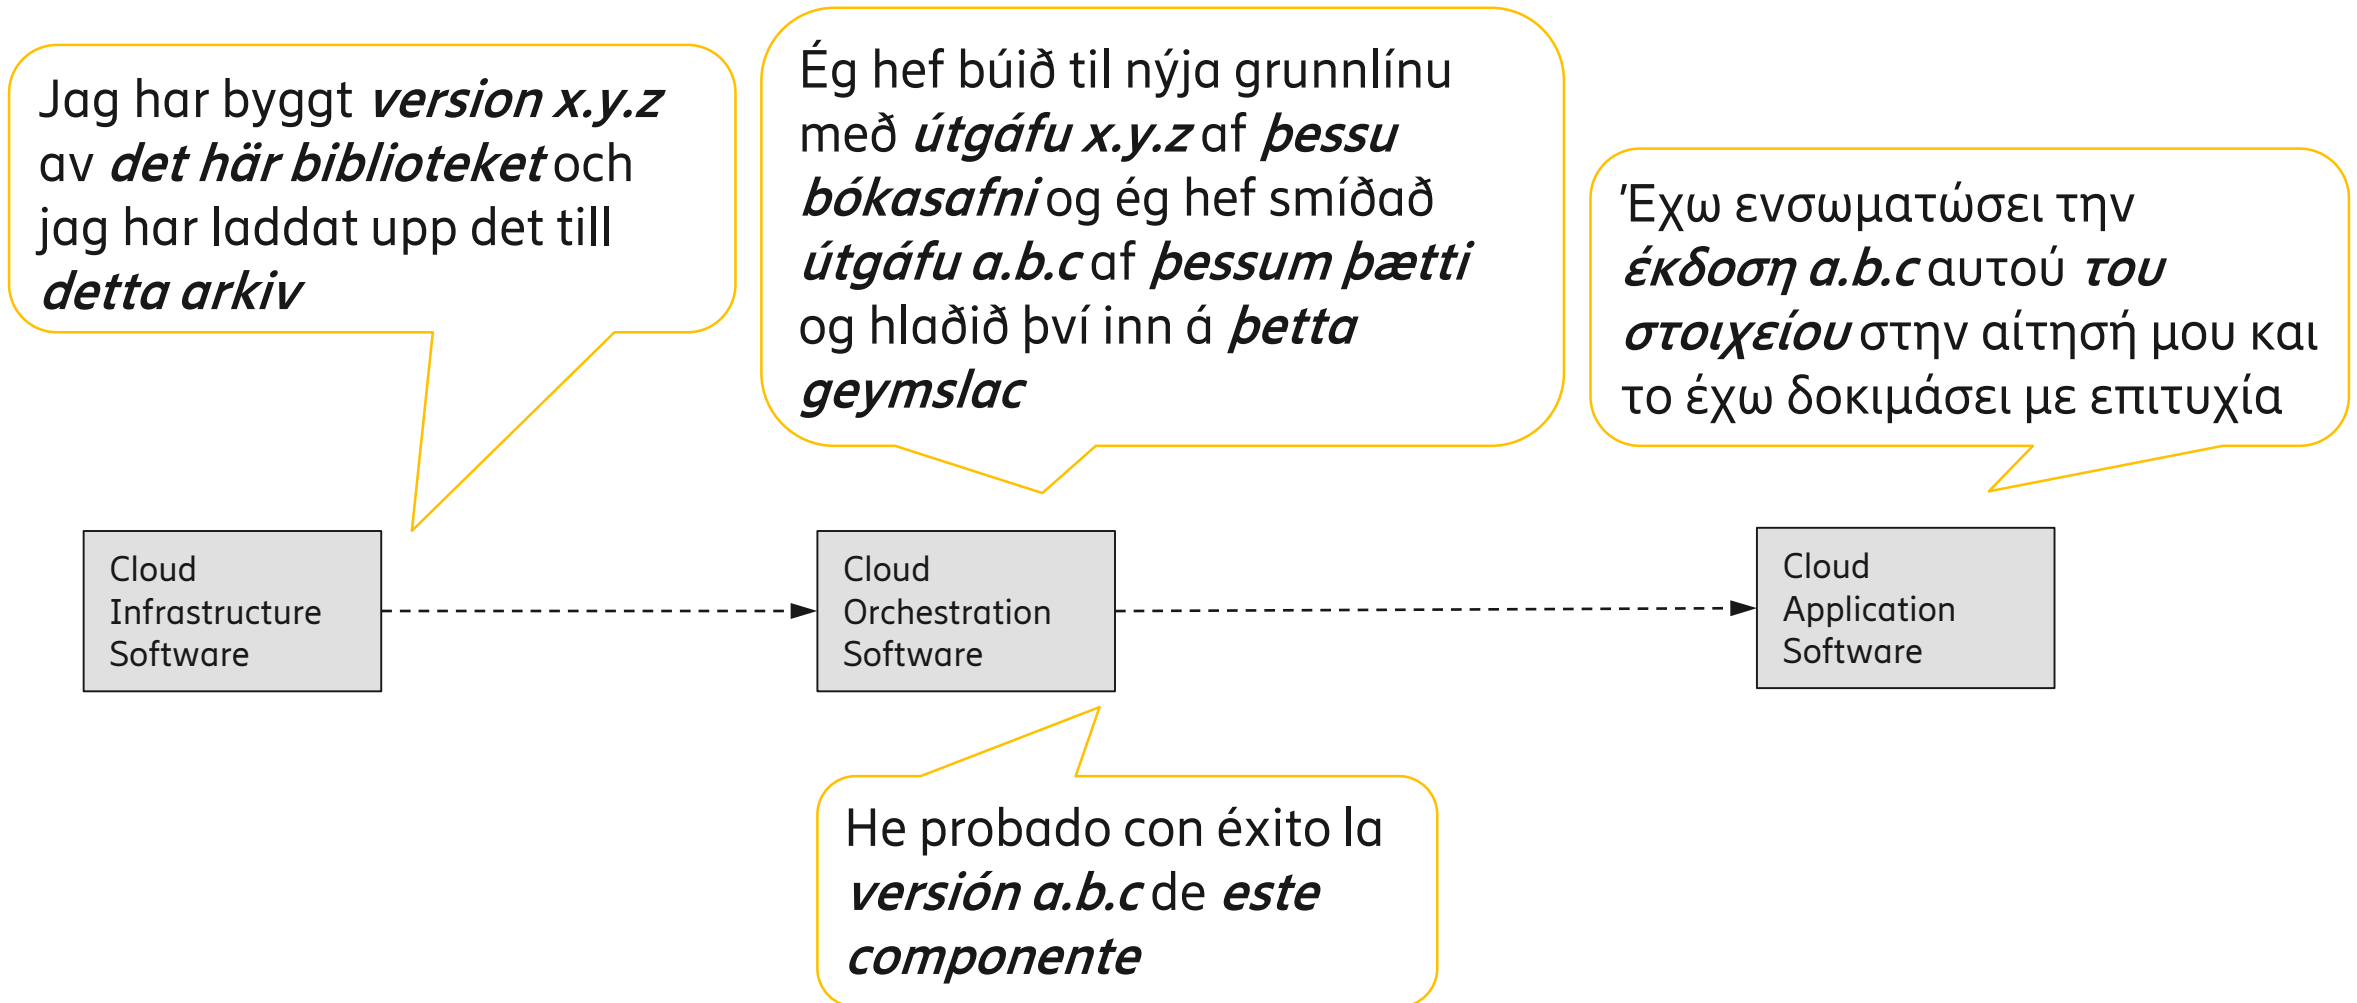 Jag har byggt version x.y.z
av det här biblioteket och
jag har laddat upp det till
detta arkiv
Ég hef búið til nýja grunnlínu
með útgáfu x.y.z af þessu
bókasafni og ég hef smíðað
útgáfu a.b.c af þessum þætti
og hlaðið því inn á þetta
geymslac
Έχω ενσωματώσει την
έκδοση a.b.c αυτού του
στοιχείου στην αίτησή μου και
το έχω δοκιμάσει με επιτυχία
Cloud
Infrastructure
Software
Cloud
Orchestration
Software
Cloud
Application
Software
He probado con éxito la
versión a.b.c de este
componente